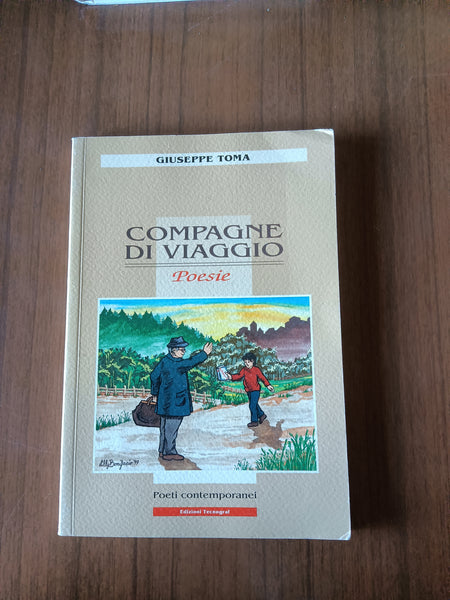 GIUSEPPE TOMA
COMPAGNE
DI VIAGGIO
Poesie
Poeti contemporanei
Edizioni Tecnograf